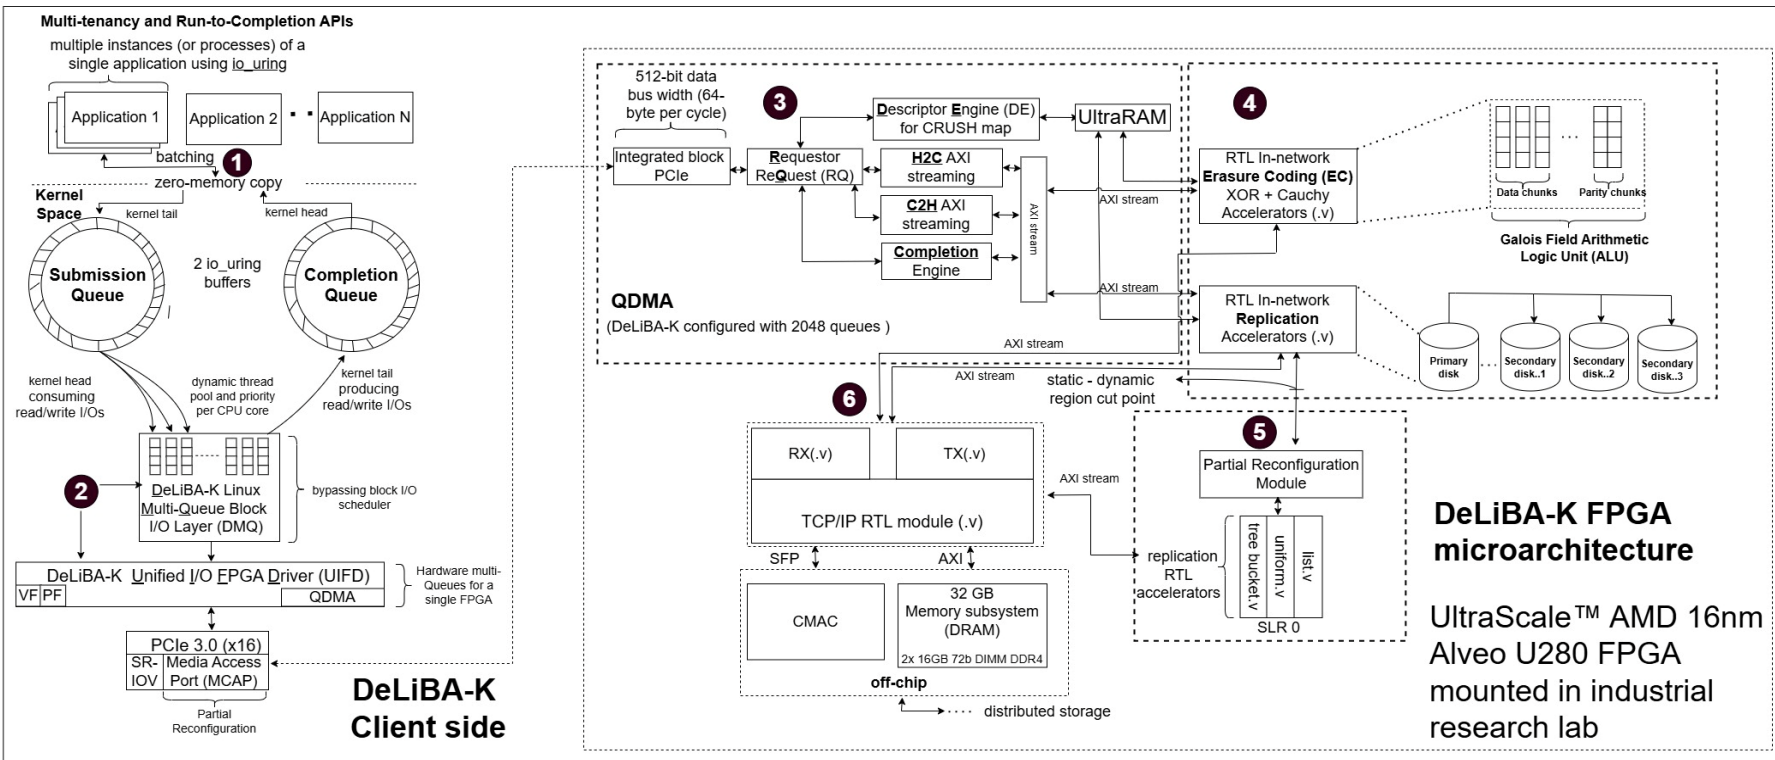 Multi-tenancy and Run-to-Completion APIs
multiple instances (or processes) of a
single application using io_uring
Application 1
Application 2
Application N
batching
1
zero-memory copy
Kernel
Space
kernel tail
kernel head
Submission
Queue
2 io_uring
buffers
Completion
Queue
kernel head
consuming
read/write I/Os
dynamic thread
pool and priority
per CPU core
kernel tail
producing
read/write I/Os
2
DeLiBA-K Linux
Multi-Queue Block
I/O Layer (DMQ)
bypassing block I/O
scheduler
DeLiBA-K Unified I/O FPGA Driver (UIFD)
VF
PF
QDMA
Hardware multi-
Queues for a
single FPGA
PCIe 3.0 (x16)
SR-
IOV
Media Access
Port (MCAP)
Partial
Reconfiguration
DeLiBA-K
Client side
512-bit data
bus width (64-
byte per cycle)
3
Integrated block
PCIe
Requestor
ReQuest (RQ)
Descriptor Engine (DE)
for CRUSH map
UltraRAM
H2C AXI
streaming
C2H AXI
streaming
Completion
Engine
AXI stream
QDMA
(DeLiBA-K configured with 2048 queues )
AXI stream
AXI stream
AXI stream
AXI stream
4
RTL In-network
Erasure Coding (EC)
XOR + Cauchy
Accelerators (.v)
Data chunks
Parity chunks
Galois Field Arithmetic
Logic Unit (ALU)
RTL In-network
Replication
Accelerators (.v)
Primary
disk
Secondary
disk..1
Secondary
disk..2
Secondary
disk..3
static - dynamic
region cut point
5
Partial Reconfiguration
Module
replication
RTL
accelerators
tree bucket.v
uniform.v
list.v
SLR 0
6
RX(.v)
TX(.v)
TCP/IP RTL module (.v)
AXI stream
SFP
AXI
CMAC
32 GB
Memory subsystem
(DRAM)
2x 16GB 72b DIMM DDR4
off-chip
distributed storage
DeLiBA-K FPGA
microarchitecture
UltraScale™ AMD 16nm
Alveo U280 FPGA
mounted in industrial
research lab